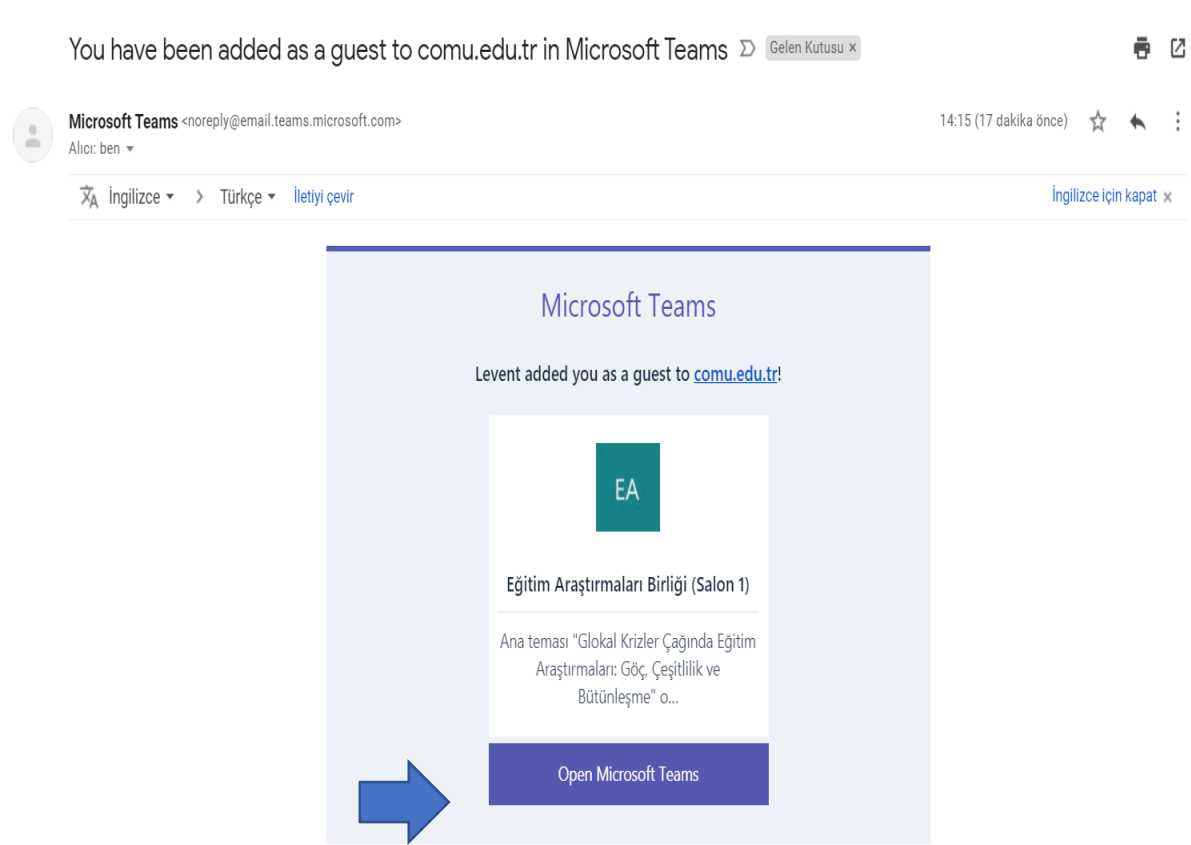 You have been added as a guest to comu.edu.tr in Microsoft Teams Gelen Kutusu ×
Microsoft Teams <noreply@email.teams.microsoft.com> 14:15 (17 dakika önce)
Alıcı: ben
İngilizce > Türkçe İletiyi çevir İngilizce için kapat ×
Microsoft Teams
Levent added you as a guest to comu.edu.tr!
EA
Eğitim Araştırmaları Birliği (Salon 1)
Ana teması "Glokal Krizler Çağında Eğitim
Araştırmaları: Göç, Çeşitlilik ve
Bütünleşme" o...
Open Microsoft Teams